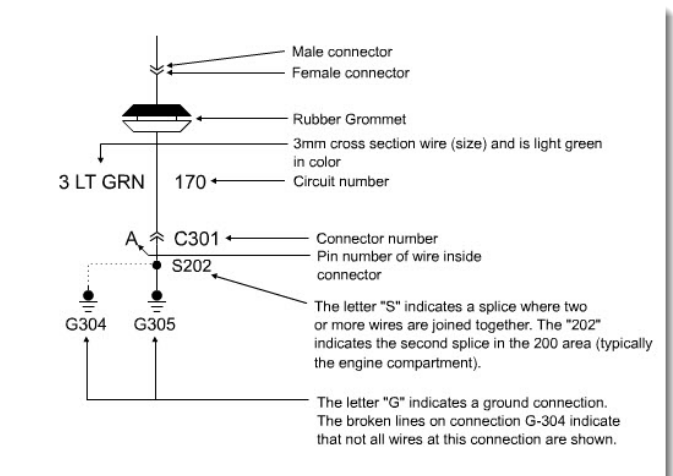 Male connector
Female connector
Rubber Grommet
3mm cross section wire (size) and is light green
in color
3 LT GRN 170
Circuit number
A C301
Connector number
Pin number of wire inside
connector
S202
The letter "S" indicates a splice where two
or more wires are joined together. The "202"
indicates the second splice in the 200 area (typically
the engine compartment).
G304 G305
The letter "G" indicates a ground connection.
The broken lines on connection G-304 indicate
that not all wires at this connection are shown.